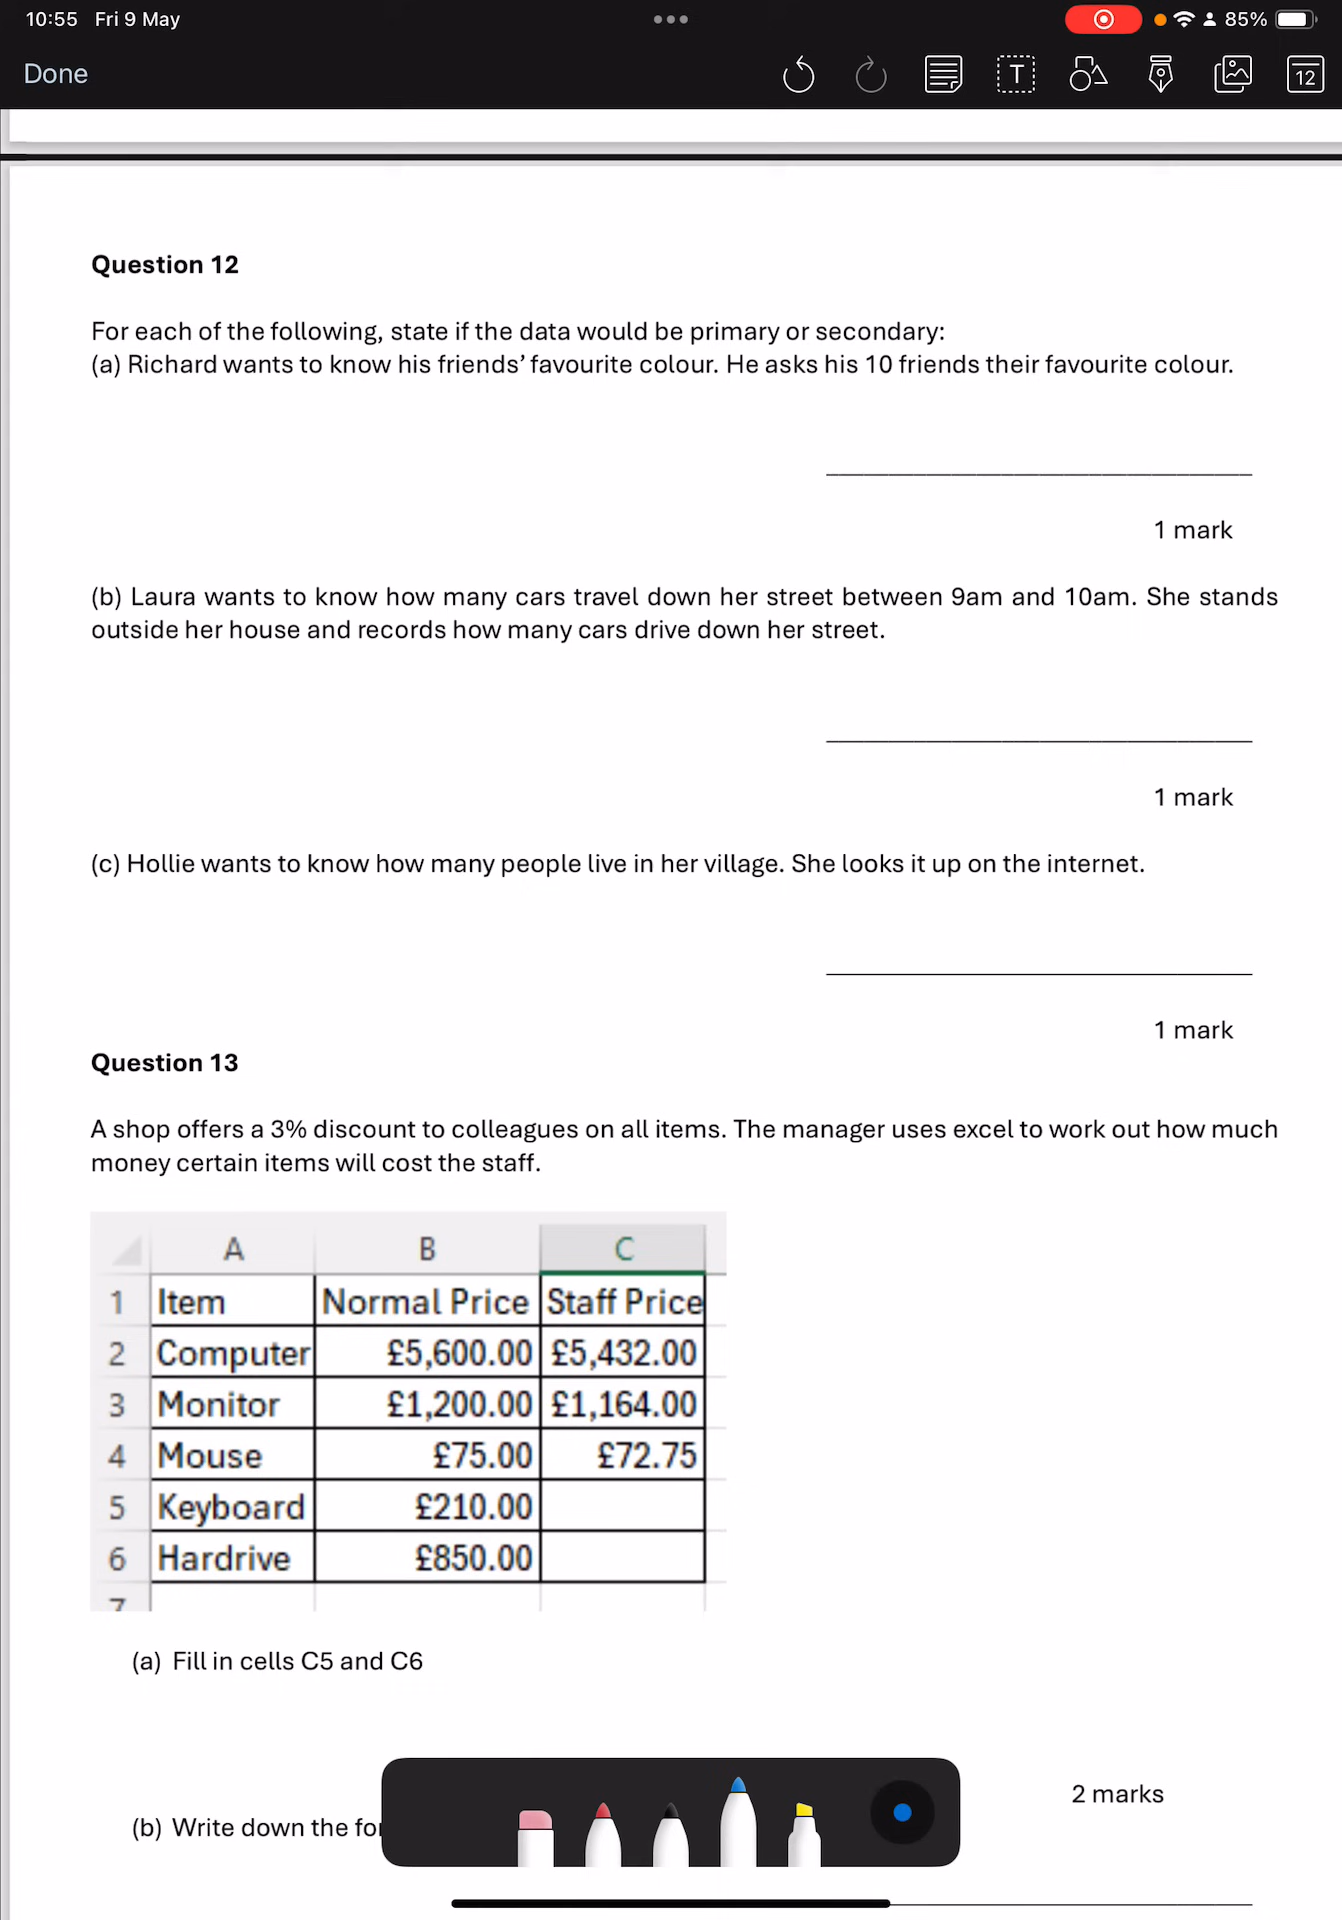 10:55 Fri 9 May
85%
Done
T
12
Question 12
For each of the following, state if the data would be primary or secondary:
(a) Richard wants to know his friends’ favourite colour. He asks his 10 friends their favourite colour.
1 mark
(b) Laura wants to know how many cars travel down her street between 9am and 10am. She stands
outside her house and records how many cars drive down her street.
1 mark
(c) Hollie wants to know how many people live in her village. She looks it up on the internet.
1 mark
Question 13
A shop offers a 3% discount to colleagues on all items. The manager uses excel to work out how much
money certain items will cost the staff.
A B C
1 Item Normal Price Staff Price
2 Computer £5,600.00 £5,432.00
3 Monitor £1,200.00 £1,164.00
4 Mouse £75.00 £72.75
5 Keyboard £210.00
6 Hardrive £850.00
7
(a) Fill in cells C5 and C6
2 marks
(b) Write down the